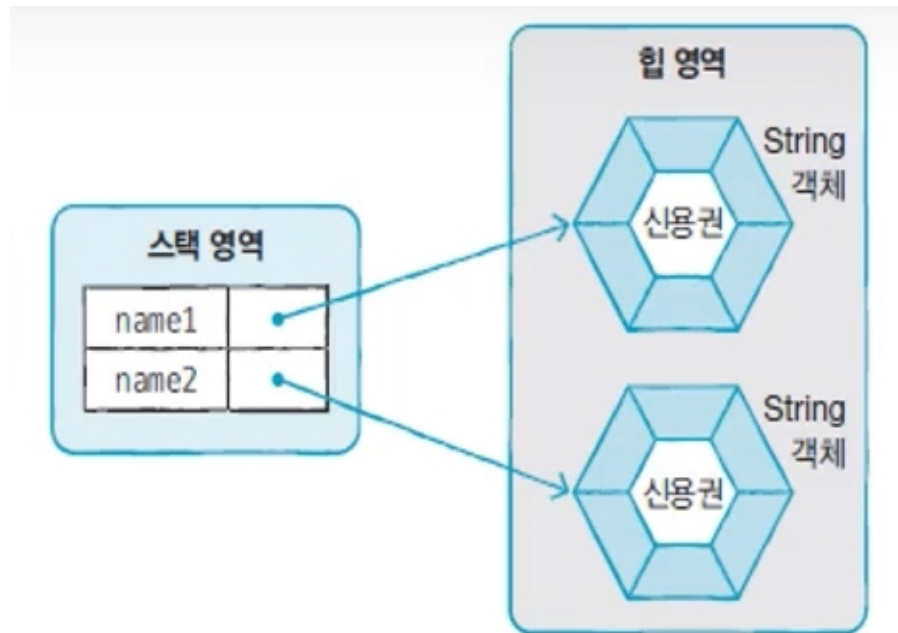 스택 영역
name1
name2
힙 영역
String
객체
신용권
String
객체
신용권